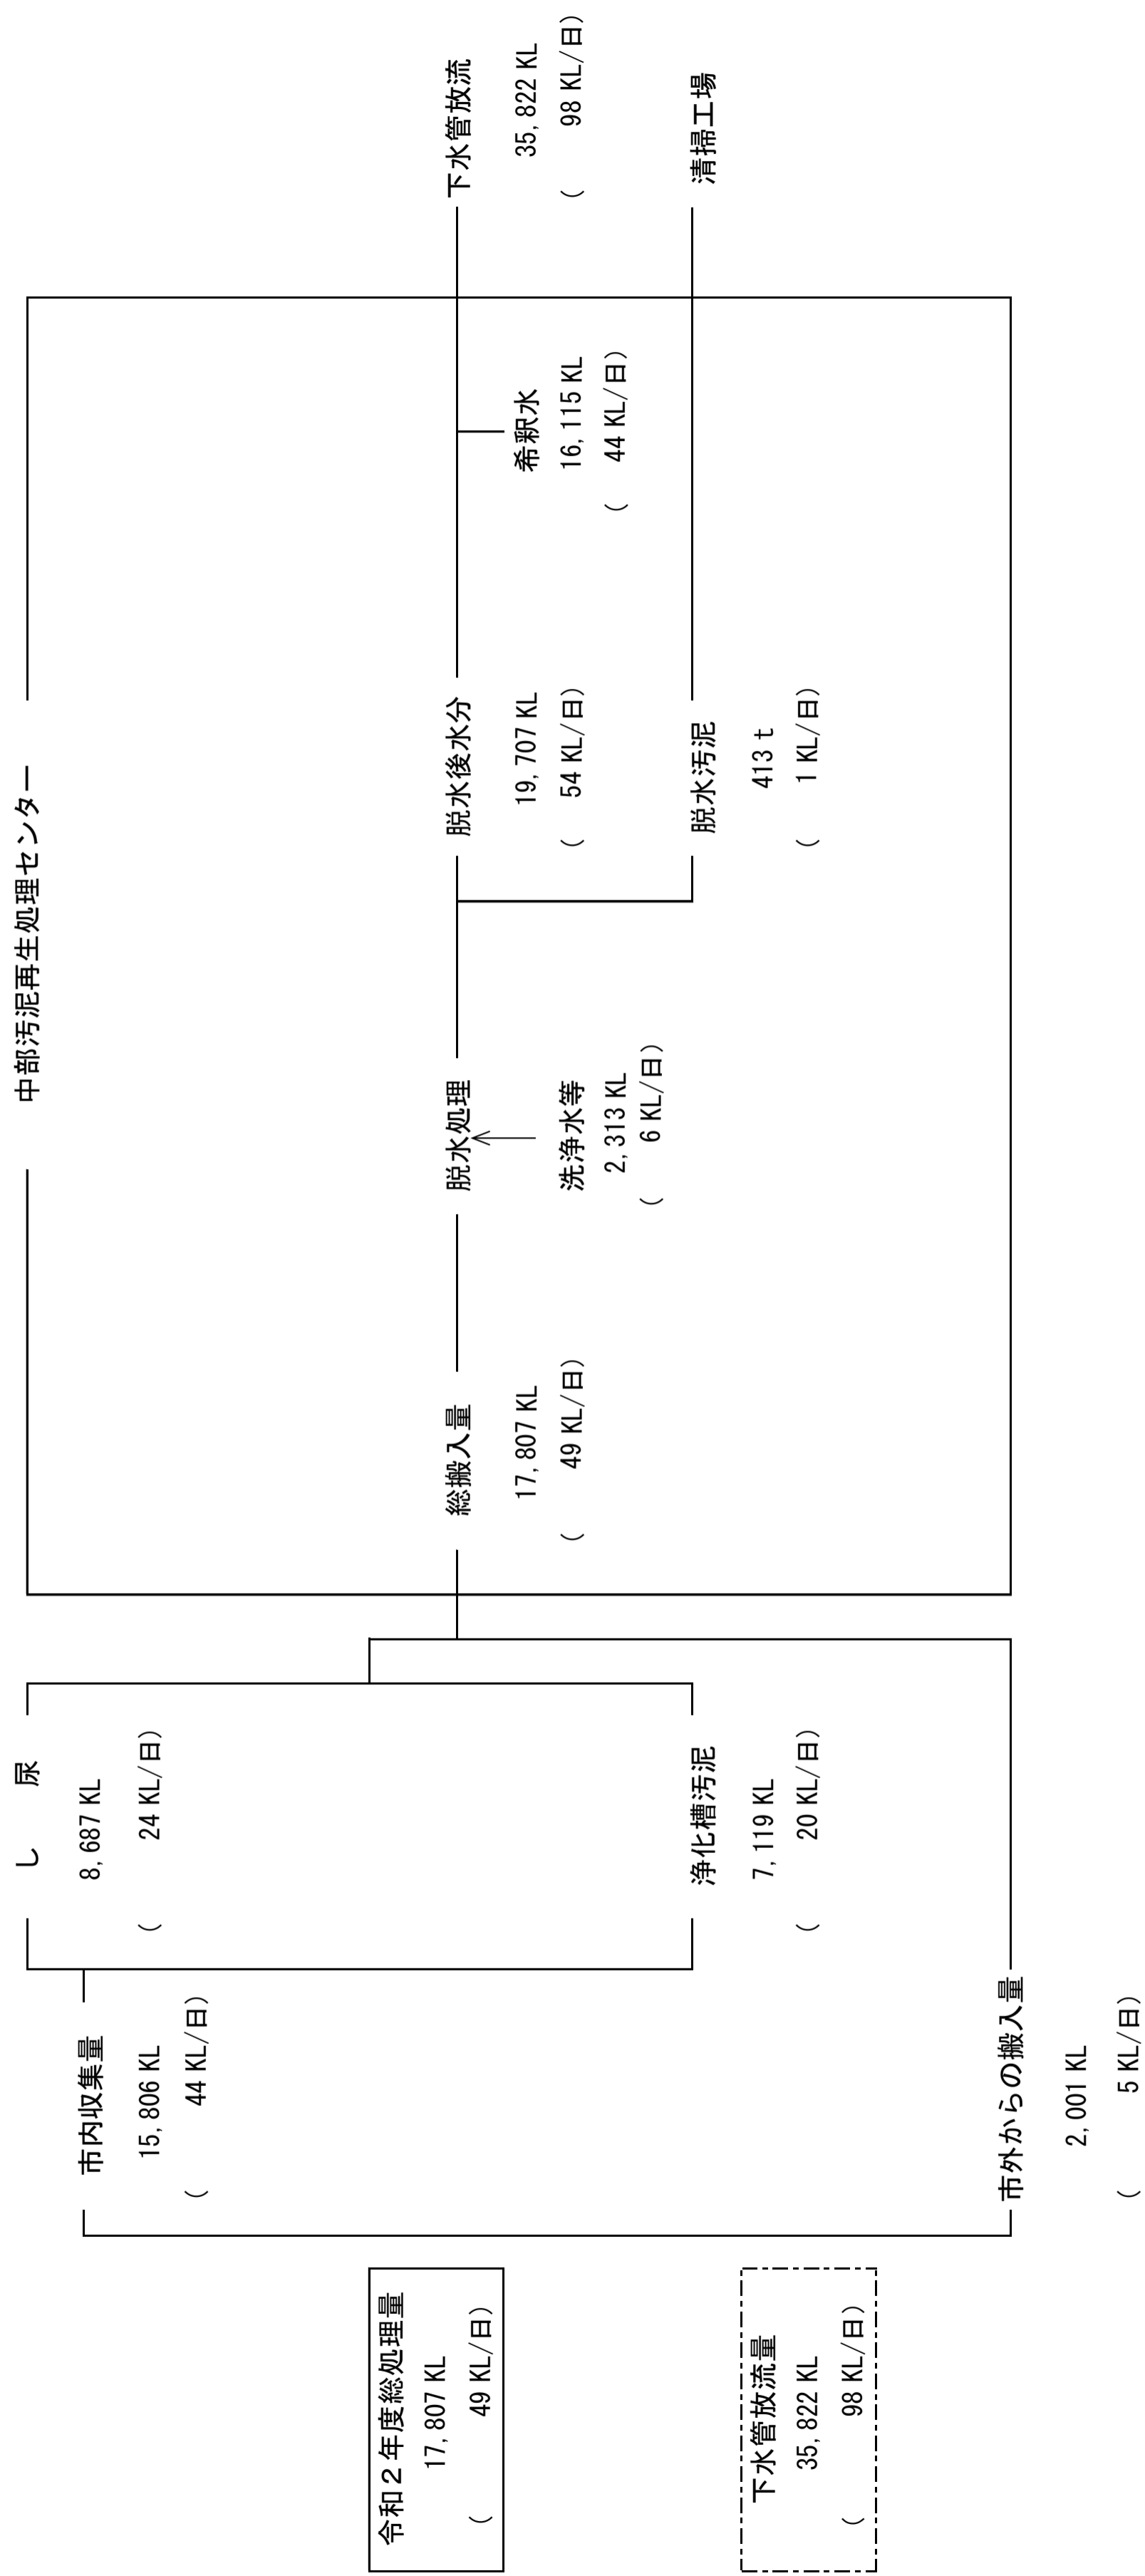 令和２年度総処理量
17,807 KL
( 49 KL/日)
下水管放流量
35,822 KL
( 98 KL/日)
市内収集量
15,806 KL
( 44 KL/日)
市外からの搬入量
2,001 KL
( 5 KL/日)
し　尿
8,687 KL
( 24 KL/日)
浄化槽汚泥
7,119 KL
( 20 KL/日)
中部汚泥再生処理センター
総搬入量
17,807 KL
( 49 KL/日)
脱水処理
洗浄水等
2,313 KL
( 6 KL/日)
脱水後水分
19,707 KL
( 54 KL/日)
脱水汚泥
413 t
( 1 KL/日)
希釈水
16,115 KL
( 44 KL/日)
下水管放流
35,822 KL
( 98 KL/日)
清掃工場